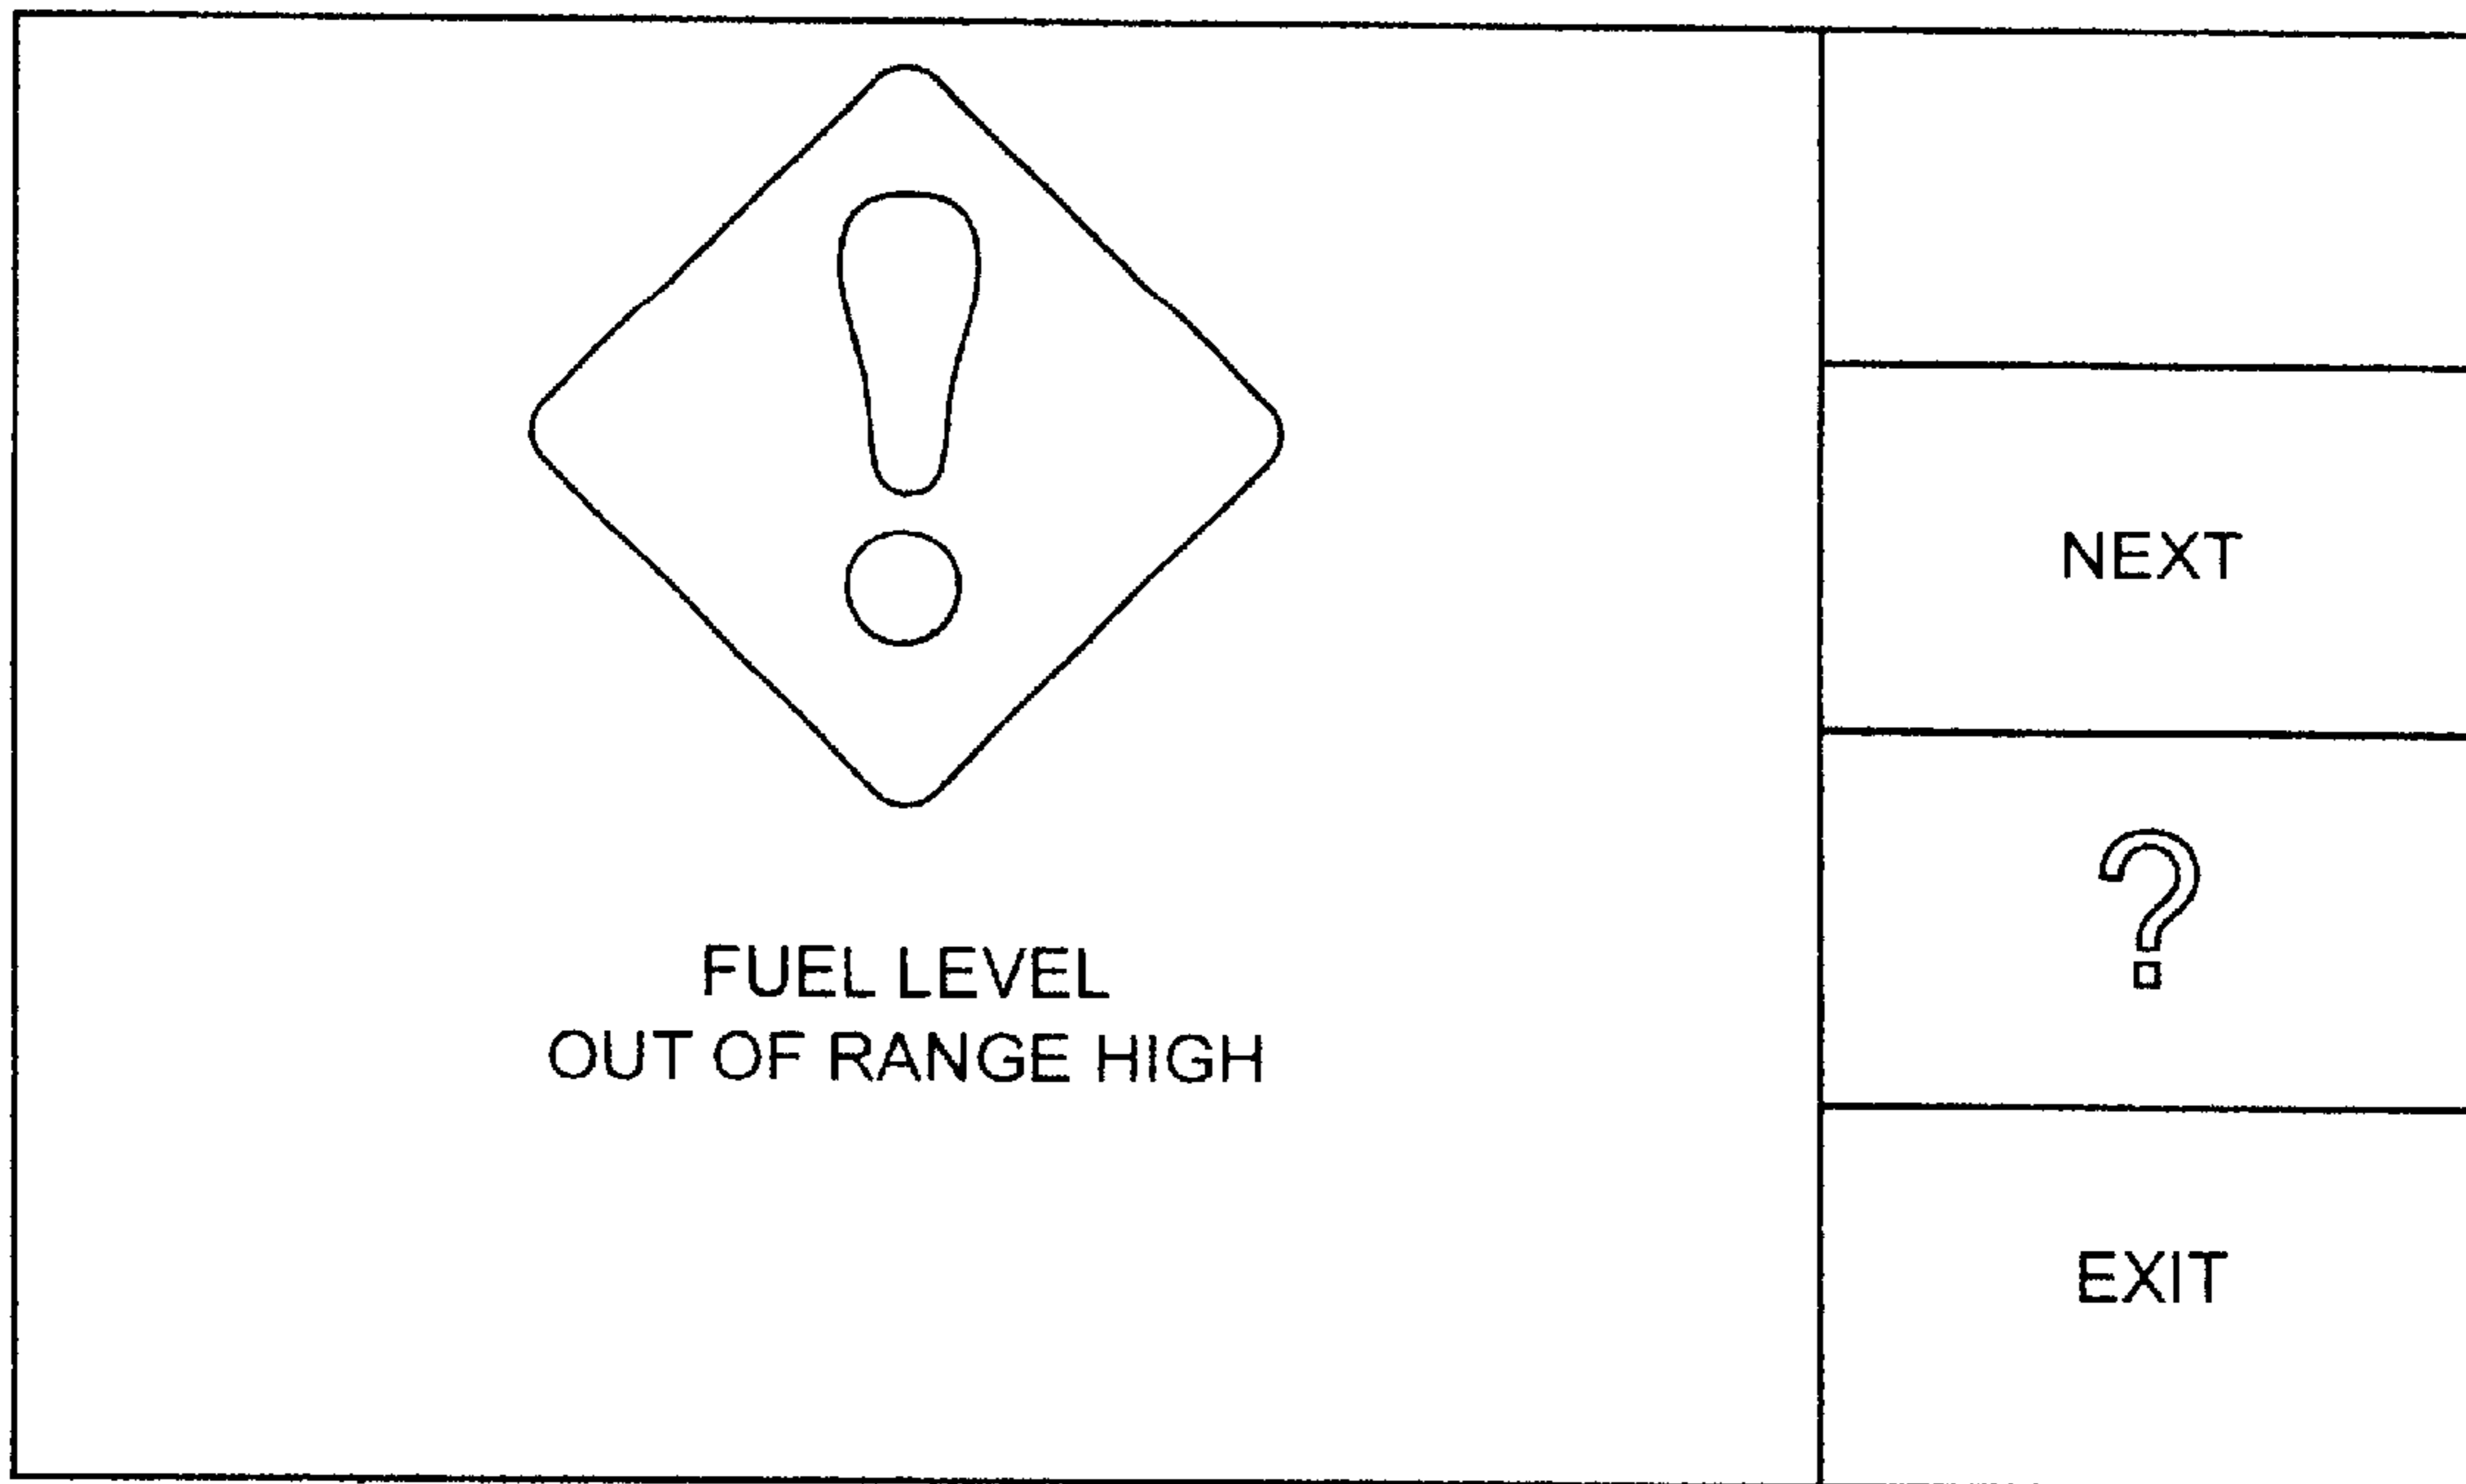 FUEL LEVEL
OUT OF RANGE HIGH
NEXT
?
EXIT